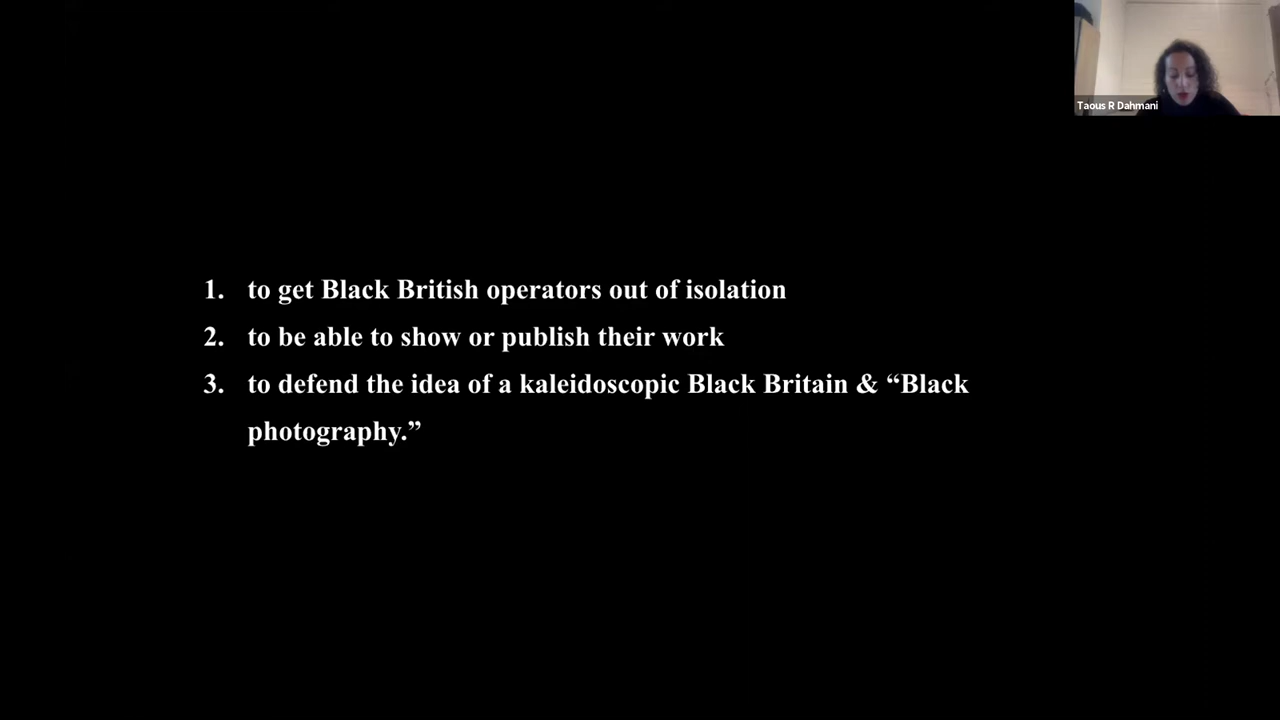 Taous R Dahmani
1. to get Black British operators out of isolation
2. to be able to show or publish their work
3. to defend the idea of a kaleidoscopic Black Britain & “Black
photography.”